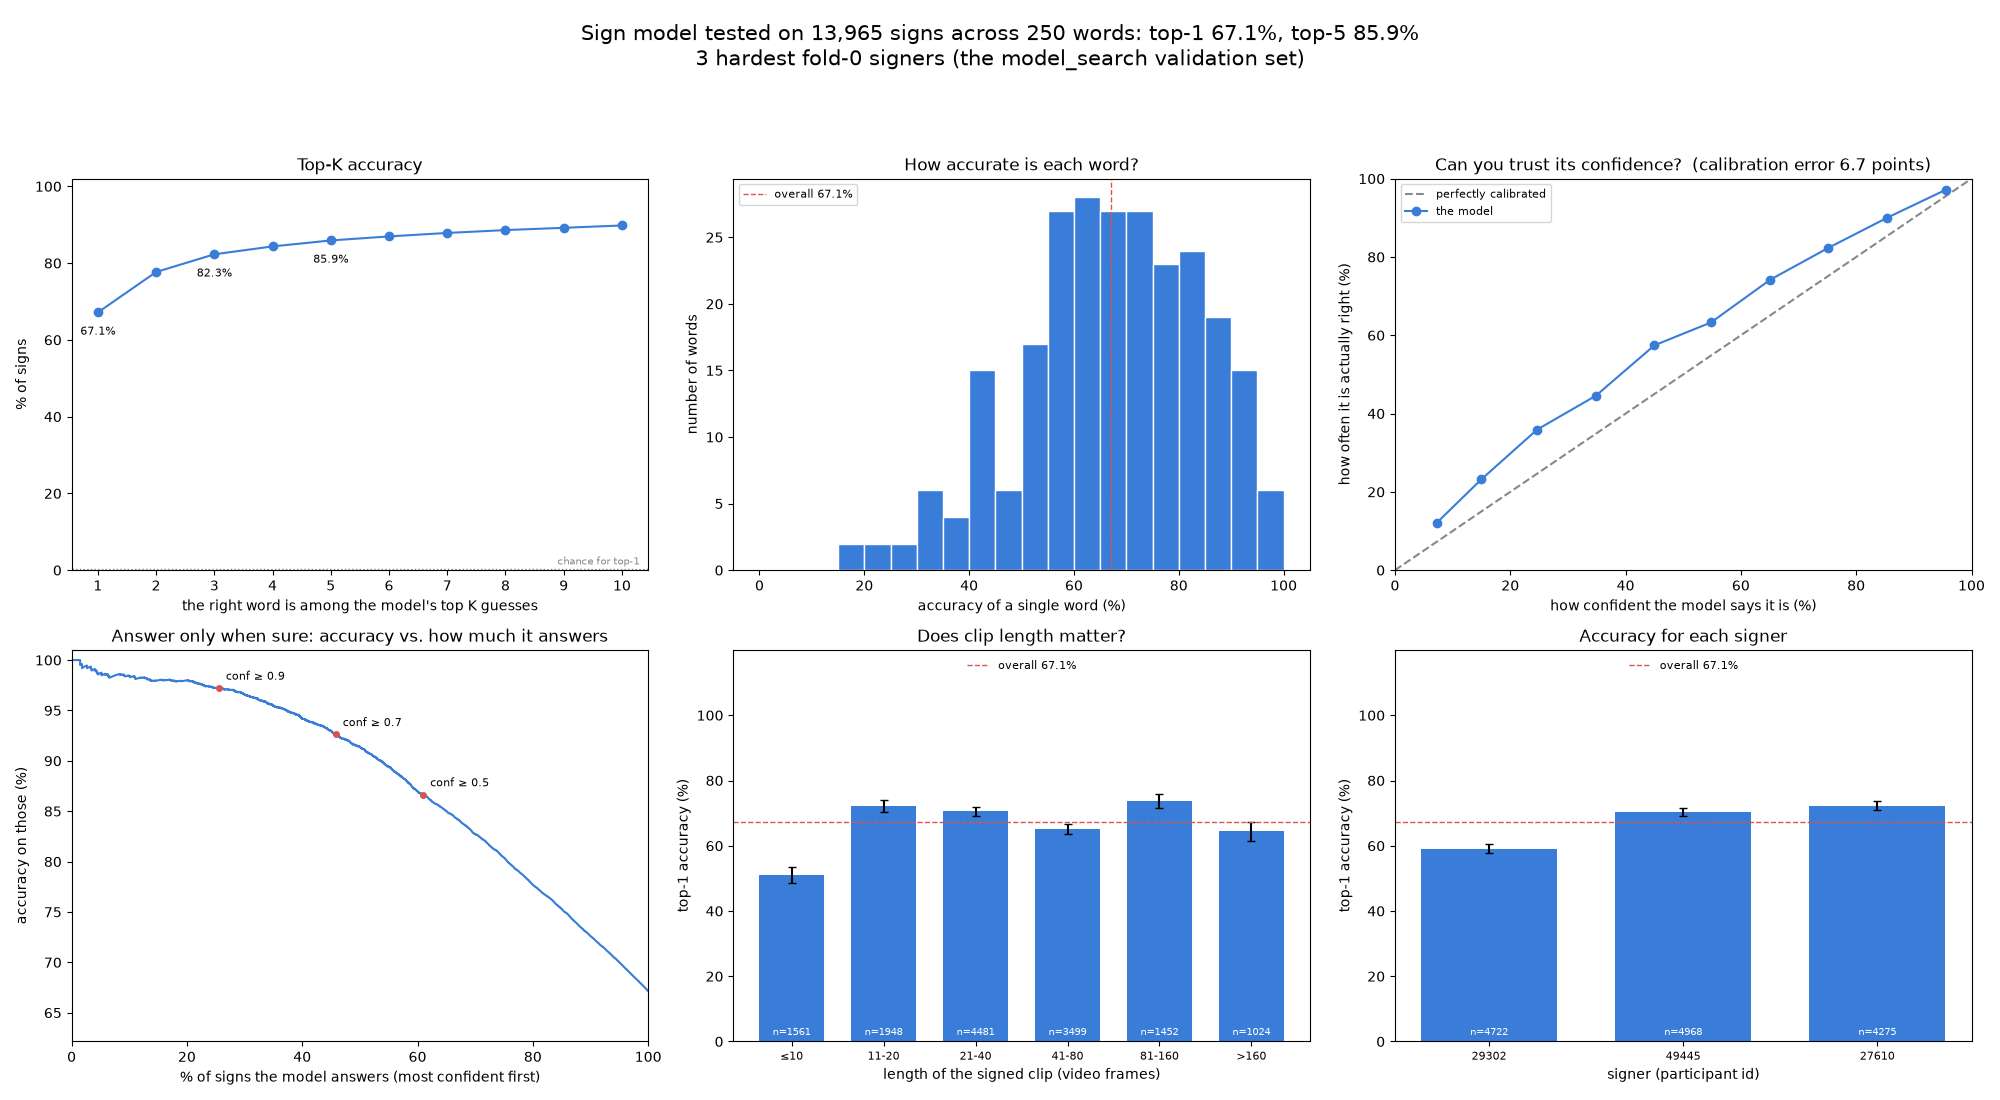 Sign model tested on 13,965 signs across 250 words: top-1 67.1%, top-5 85.9%
3 hardest fold-0 signers (the model_search validation set)
Top-K accuracy
100
80
60
40
20
0
% of signs
67.1%
82.3%
85.9%
chance for top-1
1 2 3 4 5 6 7 8 9 10
the right word is among the model's top K guesses
How accurate is each word?
overall 67.1%
25
20
15
10
5
0
number of words
0 20 40 60 80 100
accuracy of a single word (%)
Can you trust its confidence? (calibration error 6.7 points)
perfectly calibrated
the model
100
80
60
40
20
0
how often it is actually right (%)
0 20 40 60 80 100
how confident the model says it is (%)
Answer only when sure: accuracy vs. how much it answers
100
95
90
85
80
75
70
65
accuracy on those (%)
conf ≥ 0.9
conf ≥ 0.7
conf ≥ 0.5
0 20 40 60 80 100
% of signs the model answers (most confident first)
Does clip length matter?
overall 67.1%
100
80
60
40
20
0
top-1 accuracy (%)
n=1561 n=1948 n=4481 n=3499 n=1452 n=1024
≤10 11-20 21-40 41-80 81-160 >160
length of the signed clip (video frames)
Accuracy for each signer
overall 67.1%
100
80
60
40
20
0
top-1 accuracy (%)
n=4722 n=4968 n=4275
29302 49445 27610
signer (participant id)